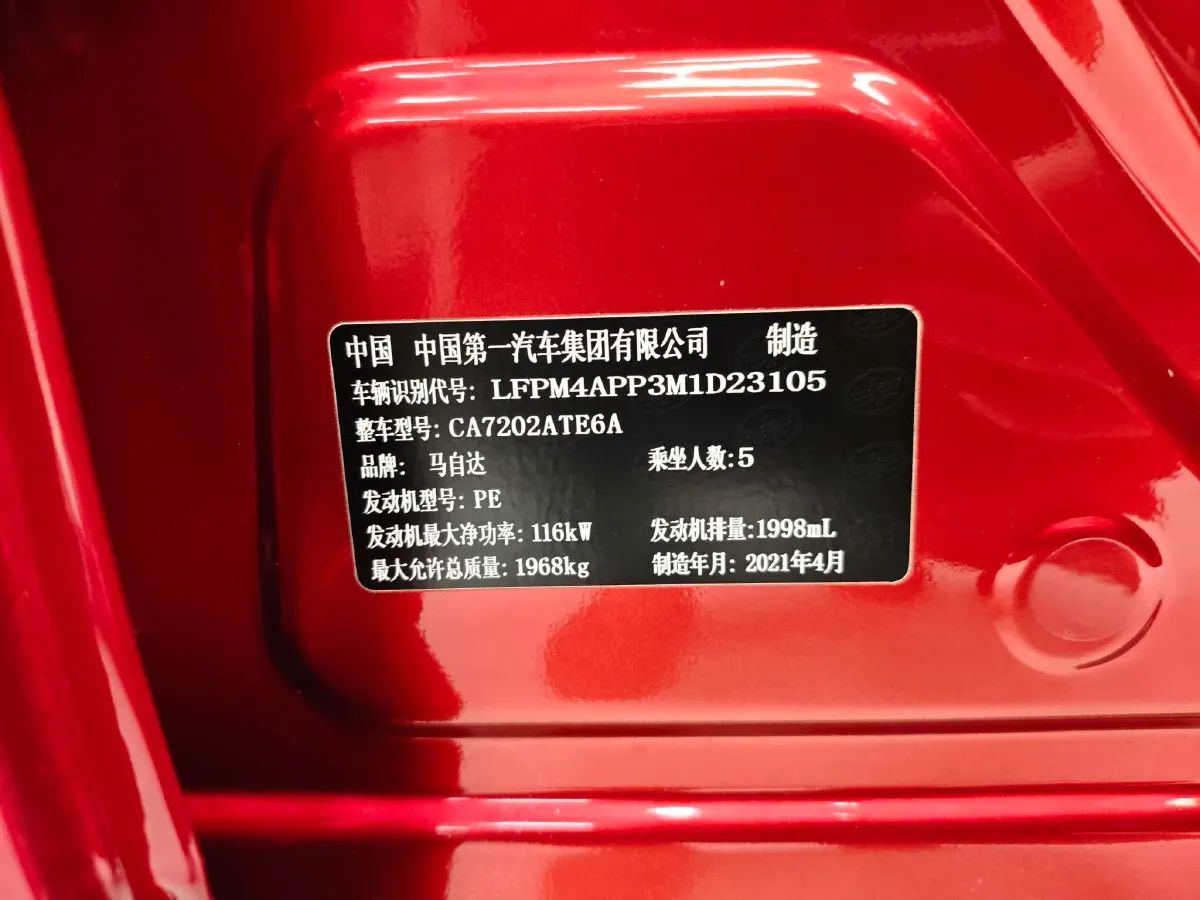 中国 中国第一汽车集团有限公司 制造
车辆识别代号: LFPM4APP3M1D23105
整车型号: CA7202ATE6A
品牌: 马自达 乘坐人数:5
发动机型号: PE
发动机最大净功率: 116kW 发动机排量:1998mL
最大允许总质量: 1968kg 制造年月: 2021年4月